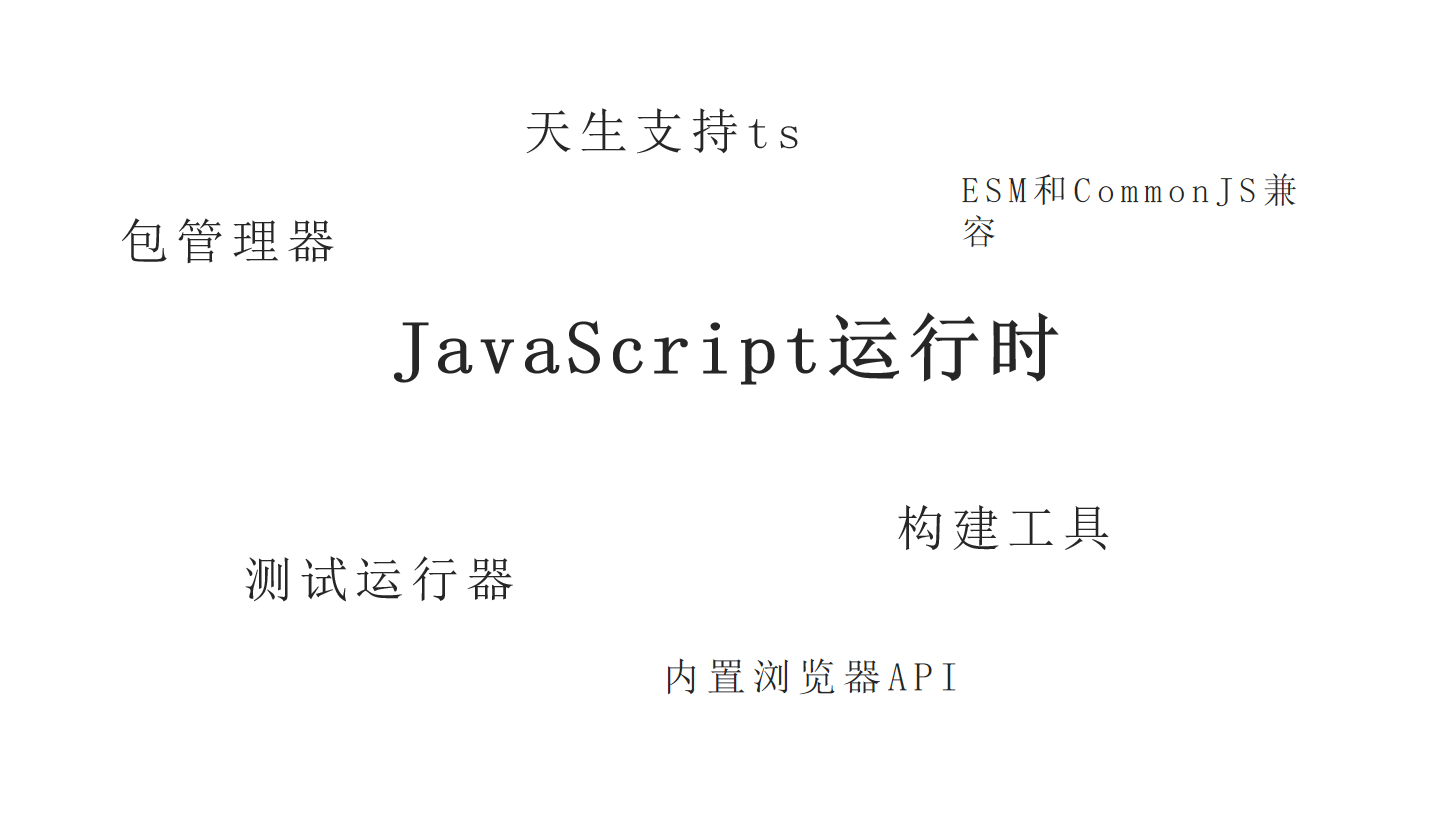 天生支持ts
ESM和CommonJS兼
容
包管理器
JavaScript运行时
构建工具
测试运行器
内置浏览器API